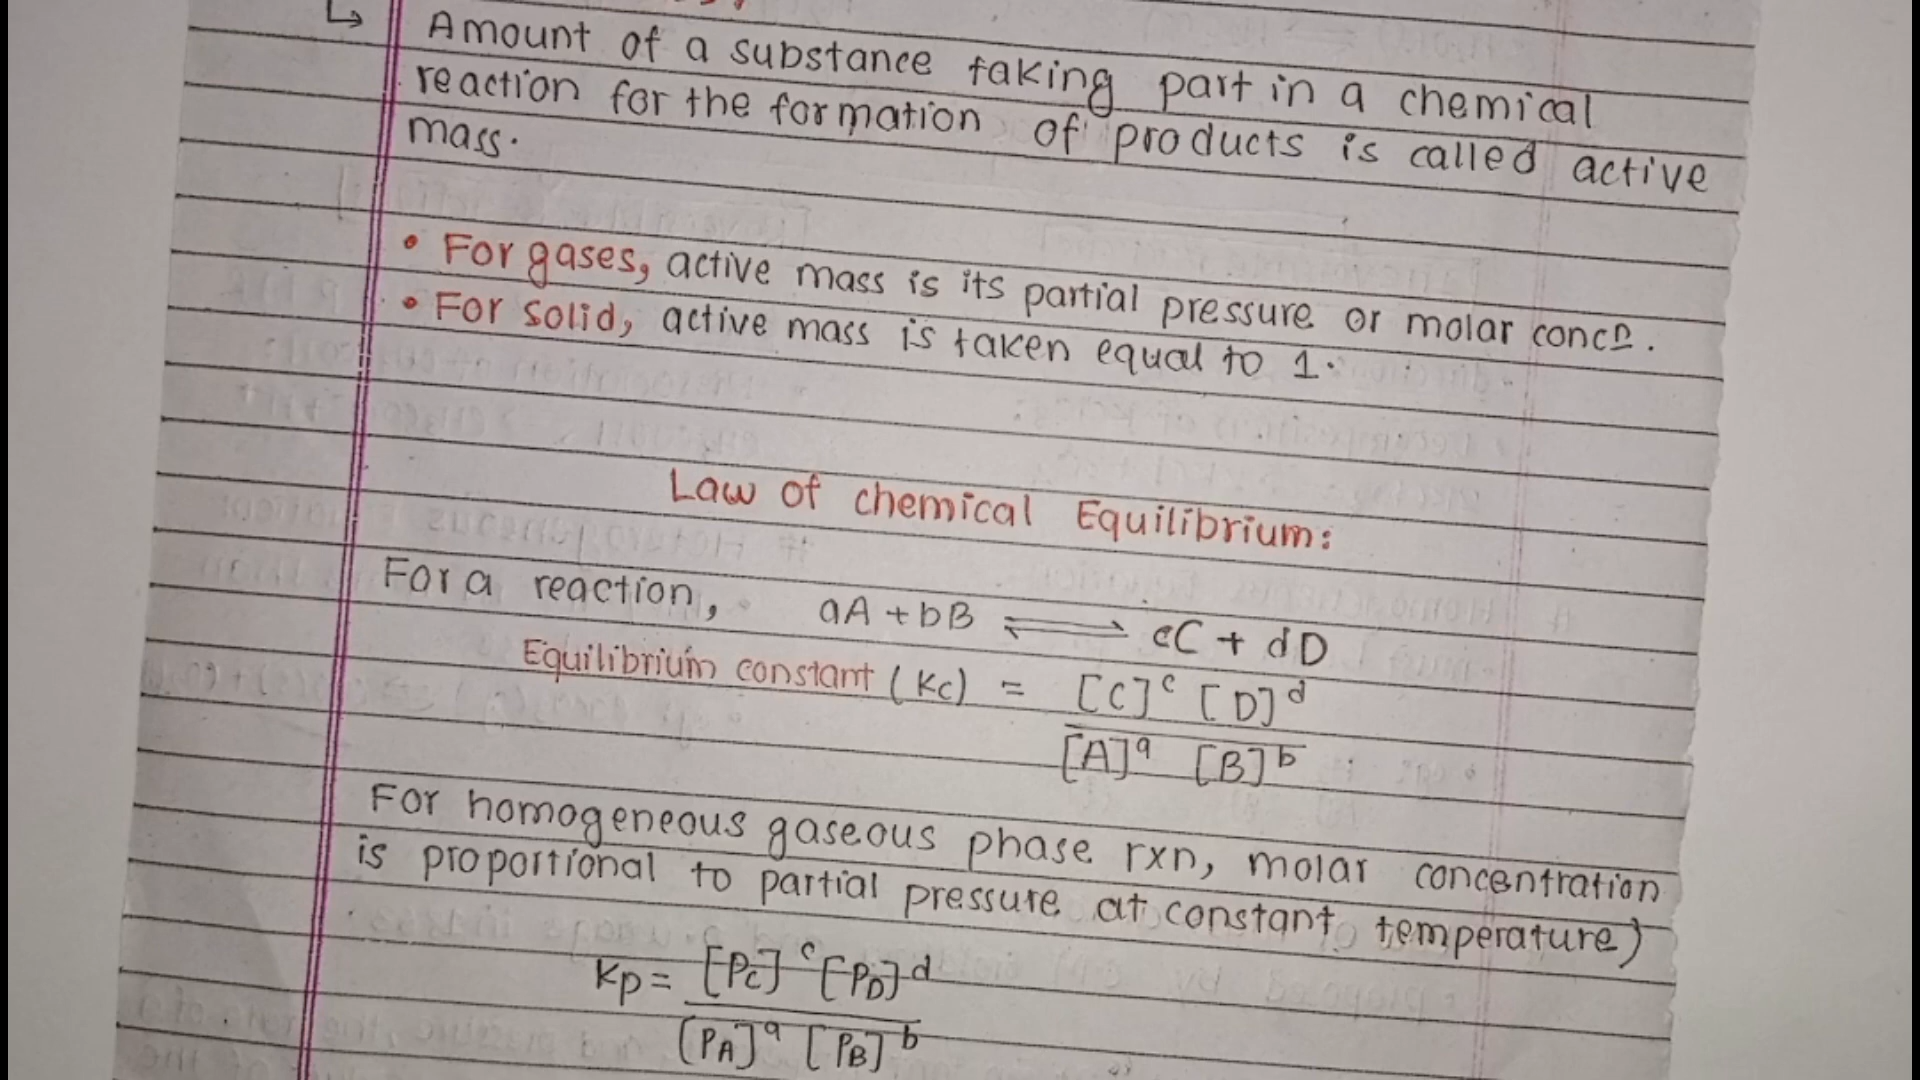 ↳ Amount of a substance taking part in a chemical
reaction for the formation of products is called active
mass.
• For gases, active mass is its partial pressure or molar concn.
• For solid, active mass is taken equal to 1.
Law of chemical Equilibrium:
For a reaction, aA + bB ⇌ cC + dD
Equilibrium constant (Kc) = [C]ᶜ [D]ᵈ
[A]ᵃ [B]ᵇ
For homogeneous gaseous phase rxn, molar concentration
is proportional to partial pressure at constant temperature)
Kp = [PC]ᶜ [PD]ᵈ
[PA]ᵃ [PB]ᵇ